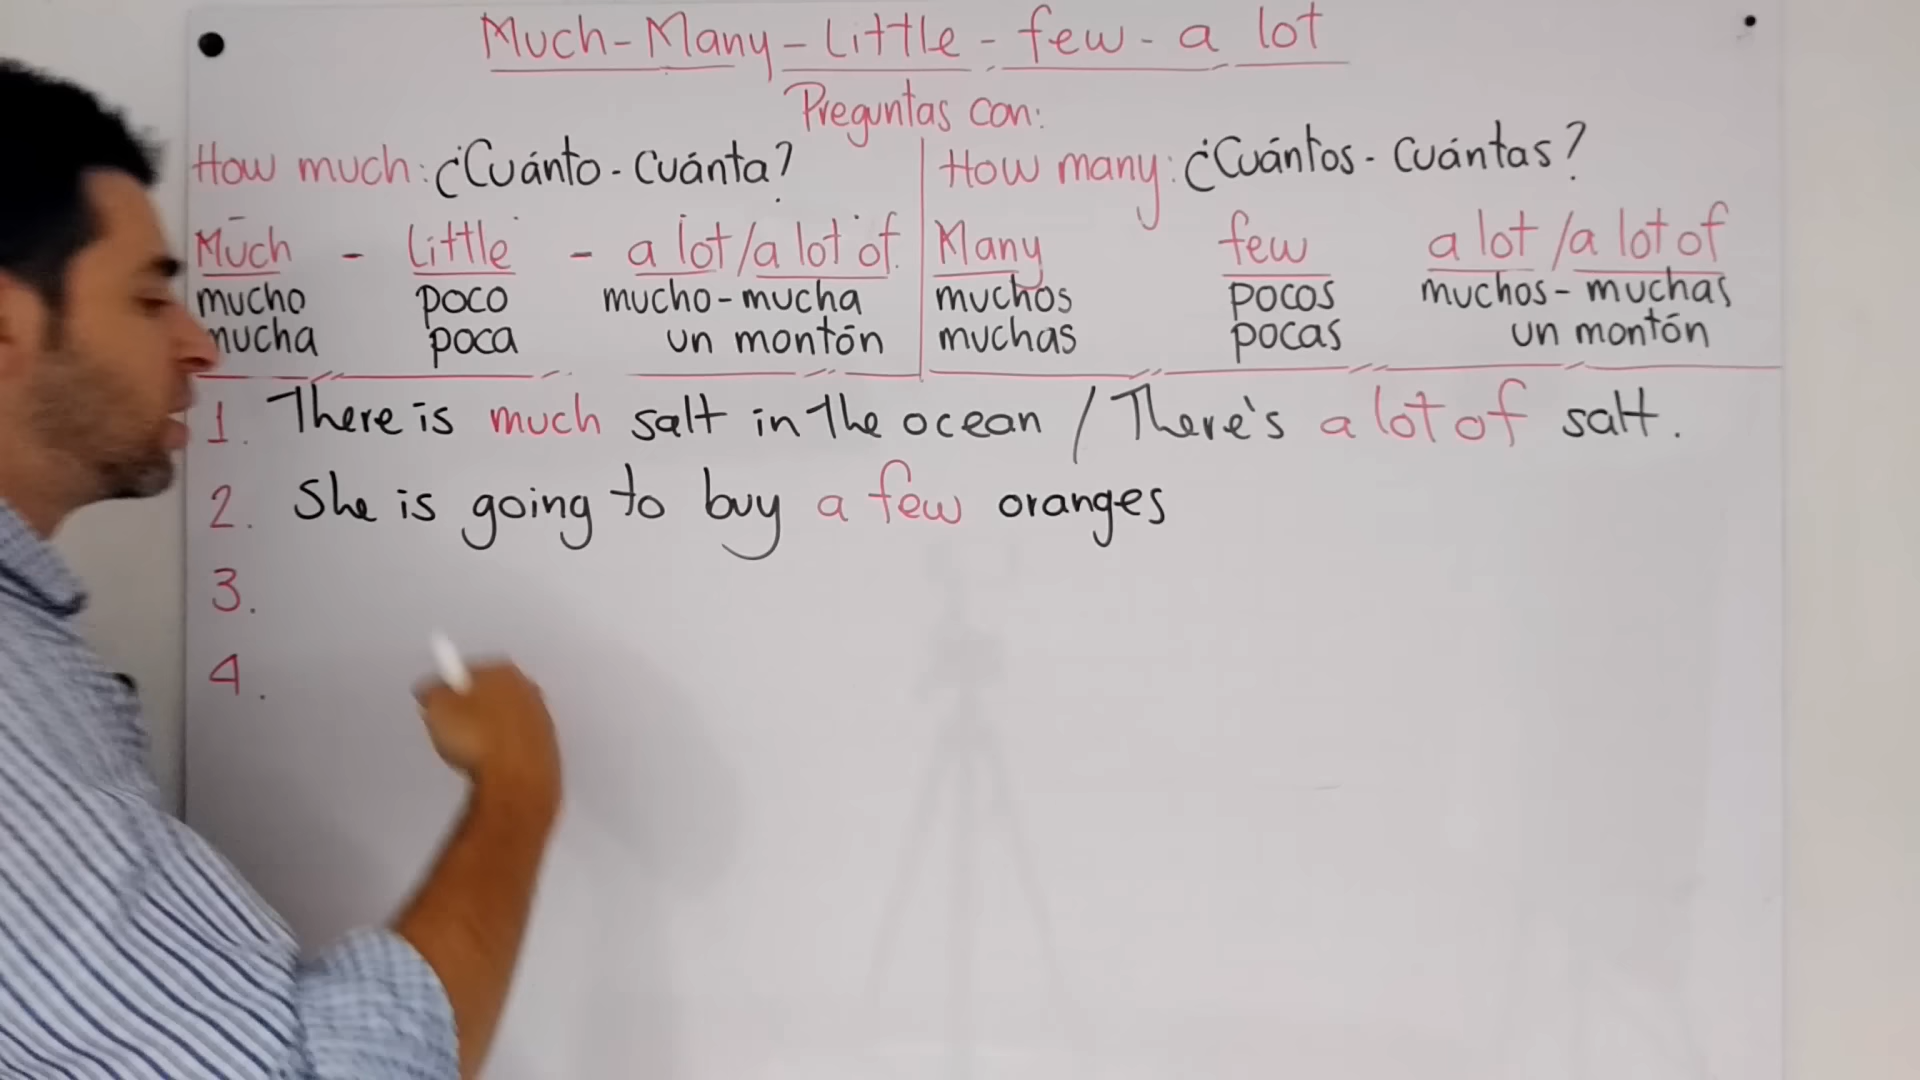 Much-Many-Little-few-a lot
Preguntas con:
How much: ¿Cuánto-Cuánta?
How many: ¿Cuántos-Cuántas?
Much - Little - a lot/a lot of
mucho poco mucho-mucha
mucha poca un montón
Many few a lot/a lot of
muchos pocos muchos-muchas
muchas pocas un montón
1. There is much salt in the ocean / There's a lot of salt.
2. She is going to buy a few oranges
3.
4.